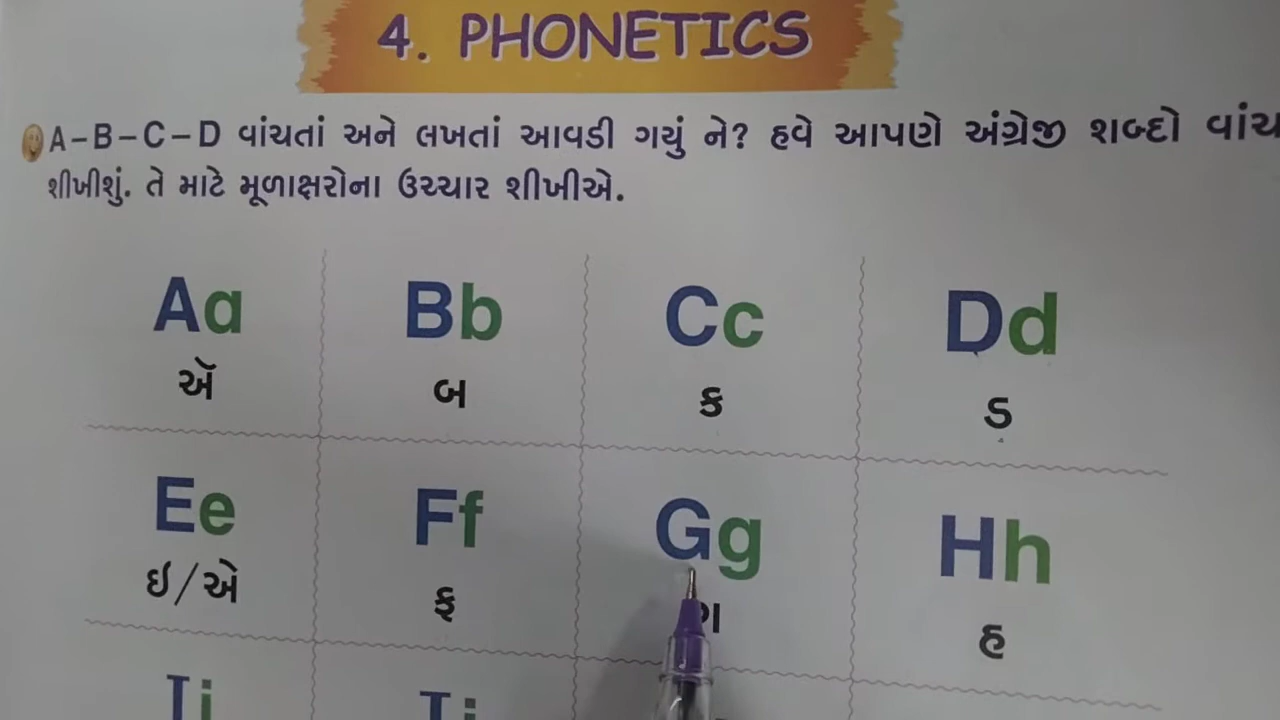 4. PHONETICS
A – B – C – D વાંચતાં અને લખતાં આવડી ગયું ને? હવે આપણે અંગ્રેજી શબ્દો
શીખીશું. તે માટે મૂળાક્ષરોના ઉચ્ચાર શીખીએ.
Aa Bb Cc Dd
ઍ બ ક ડ
Ee Ff Gg Hh
ઇ/એ ફ ગ હ